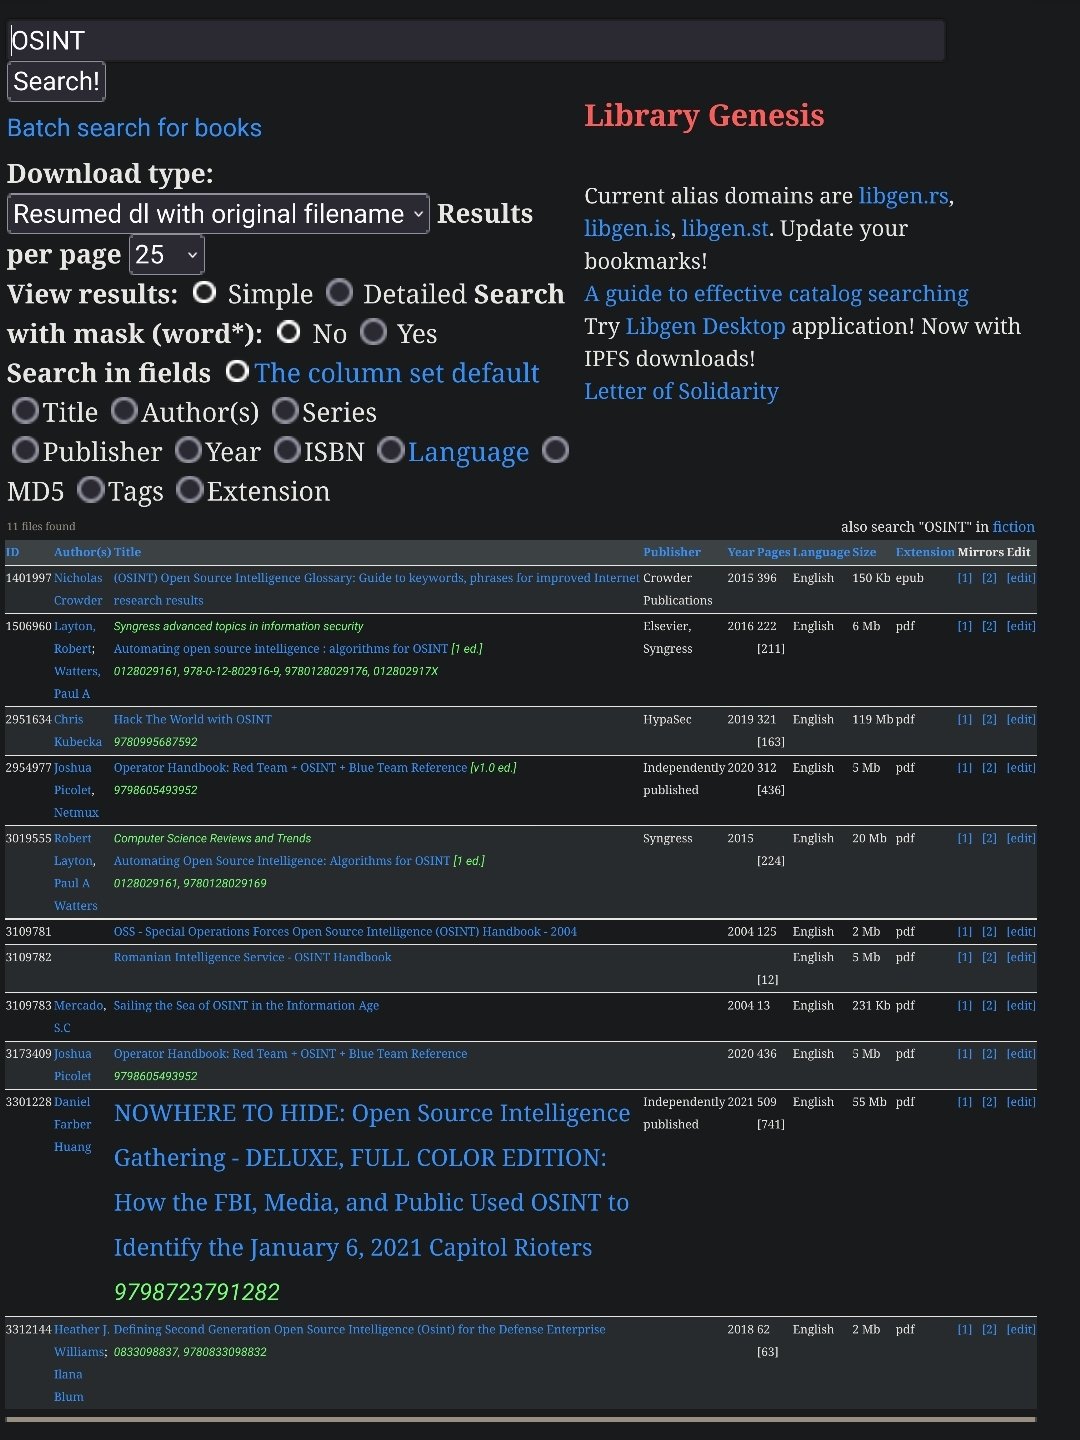 OSINT
Search!
Batch search for books
Download type:
Resumed dl with original filename Results
per page 25
View results: Simple Detailed Search
with mask (word*): No Yes
Search in fields The column set default
Title Author(s) Series
Publisher Year ISBN Language
MD5 Tags Extension
Library Genesis
Current alias domains are libgen.rs,
libgen.is, libgen.st. Update your
bookmarks!
A guide to effective catalog searching
Try Libgen Desktop application! Now with
IPFS downloads!
Letter of Solidarity
11 files found
also search "OSINT" in fiction
ID Author(s) Title Publisher Year Pages Language Size Extension Mirrors Edit
1401997 Nicholas (OSINT) Open Source Intelligence Glossary: Guide to keywords, phrases for improved Internet Crowder 2015 396 English 150 Kb epub [1] [2] [edit]
Crowder research results Publications
1506960 Layton, Syngress advanced topics in information security Elsevier, 2016 222 English 6 Mb pdf [1] [2] [edit]
Robert; Automating open source intelligence : algorithms for OSINT [1 ed.] Syngress [211]
Watters, 0128029161, 978-0-12-802916-9, 9780128029176, 012802917X
Paul A
2951634 Chris Hack The World with OSINT HypaSec 2019 321 English 119 Mb pdf [1] [2] [edit]
Kubecka 9780995687592 [163]
2954977 Joshua Operator Handbook: Red Team + OSINT + Blue Team Reference [v1.0 ed.] Independently 2020 312 English 5 Mb pdf [1] [2] [edit]
Picolet, 9798605493952 published [436]
Netmux
3019555 Robert Computer Science Reviews and Trends Syngress 2015 English 20 Mb pdf [1] [2] [edit]
Layton, Automating Open Source Intelligence: Algorithms for OSINT [1 ed.] [224]
Paul A 0128029161, 9780128029169
Watters
3109781 OSS - Special Operations Forces Open Source Intelligence (OSINT) Handbook - 2004 2004 125 English 2 Mb pdf [1] [2] [edit]
3109782 Romanian Intelligence Service - OSINT Handbook English 5 Mb pdf [1] [2] [edit]
[12]
3109783 Mercado, Sailing the Sea of OSINT in the Information Age 2004 13 English 231 Kb pdf [1] [2] [edit]
S.C
3173409 Joshua Operator Handbook: Red Team + OSINT + Blue Team Reference 2020 436 English 5 Mb pdf [1] [2] [edit]
Picolet 9798605493952
3301228 Daniel NOWHERE TO HIDE: Open Source Intelligence Independently 2021 509 English 55 Mb pdf [1] [2] [edit]
Farber published [741]
Huang Gathering - DELUXE, FULL COLOR EDITION:
How the FBI, Media, and Public Used OSINT to
Identify the January 6, 2021 Capitol Rioters
9798723791282
3312144 Heather J. Defining Second Generation Open Source Intelligence (Osint) for the Defense Enterprise 2018 62 English 2 Mb pdf [1] [2] [edit]
Williams; 0833098837, 9780833098832 [63]
Ilana
Blum